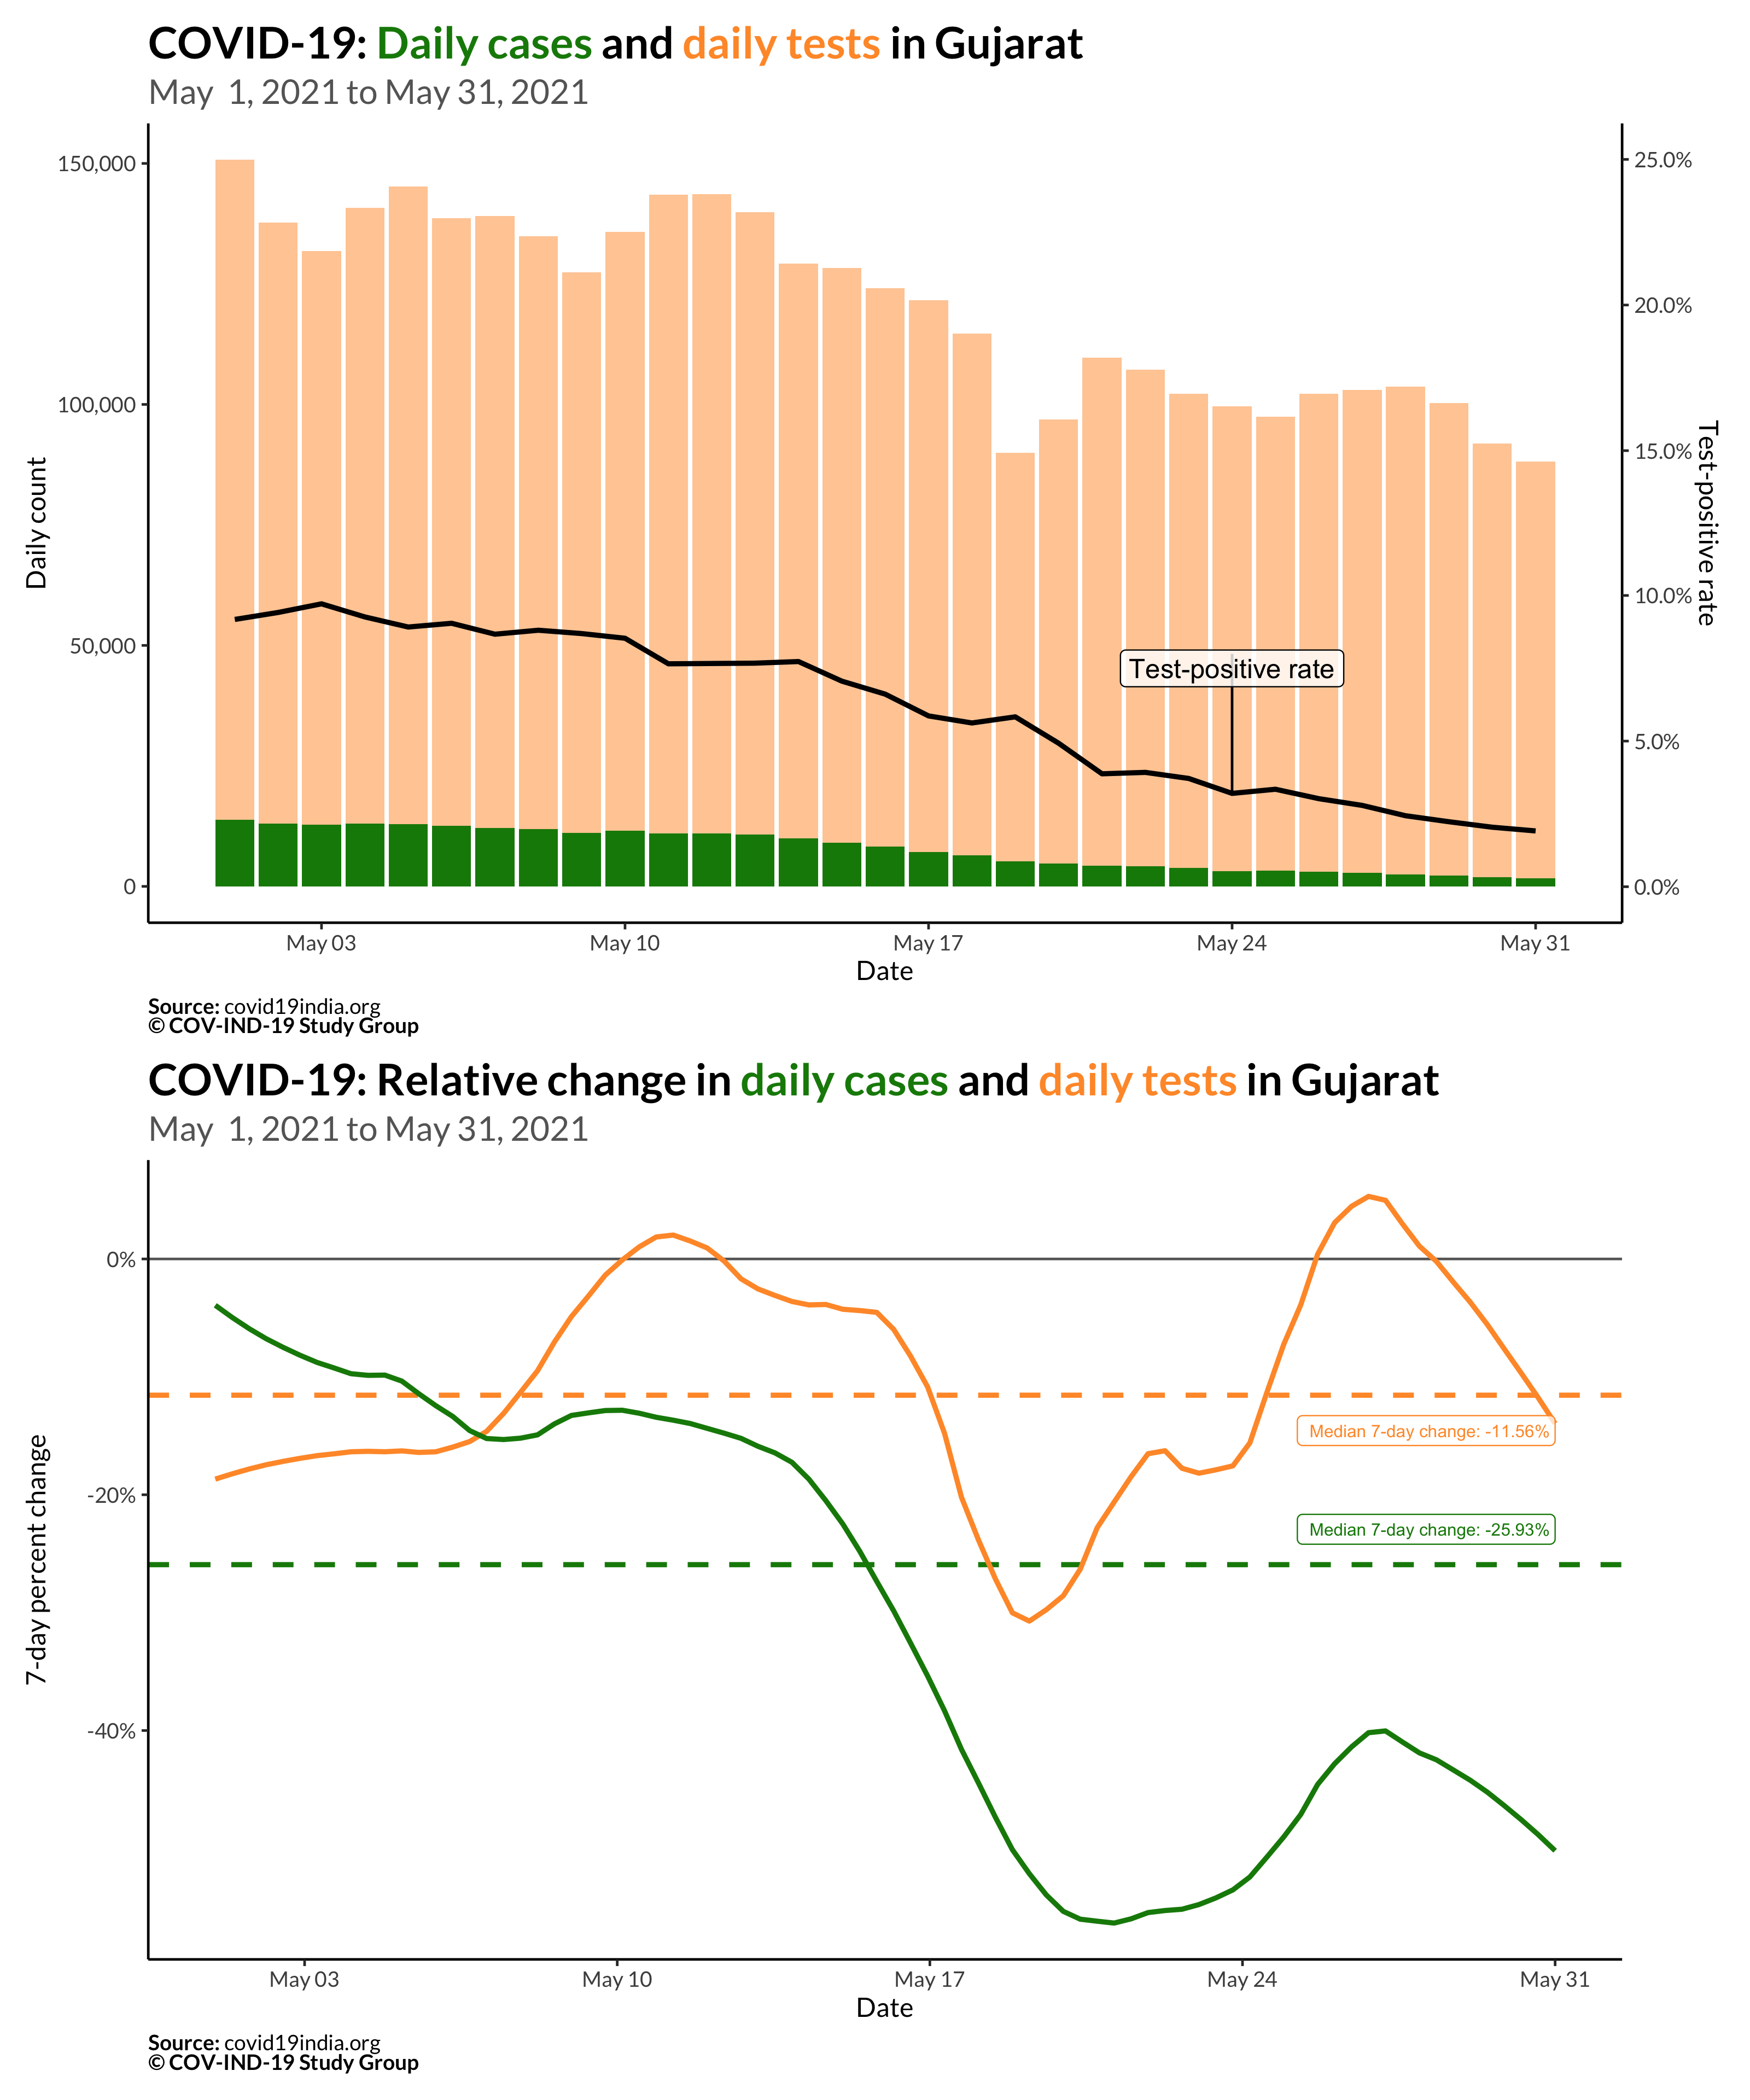 COVID-19: Daily cases and daily tests in Gujarat
May 1, 2021 to May 31, 2021
150,000
100,000
50,000
0
Daily count
25.0%
20.0%
15.0%
10.0%
5.0%
0.0%
Test-positive rate
Test-positive rate
May 03
May 10
May 17
May 24
May 31
Date
Source: covid19india.org
© COV-IND-19 Study Group
COVID-19: Relative change in daily cases and daily tests in Gujarat
May 1, 2021 to May 31, 2021
0%
-20%
-40%
7-day percent change
Median 7-day change: -11.56%
Median 7-day change: -25.93%
May 03
May 10
May 17
May 24
May 31
Date
Source: covid19india.org
© COV-IND-19 Study Group